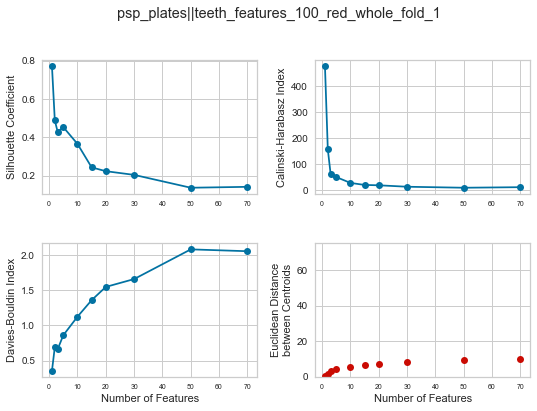 psp_plates||teeth_features_100_red_whole_fold_1
Silhouette Coefficient
0.8
0.6
0.4
0.2
0 10 20 30 40 50 60 70
Calinski-Harabasz Index
400
300
200
100
0
0 10 20 30 40 50 60 70
Davies-Bouldin Index
2.0
1.5
1.0
0.5
0 10 20 30 40 50 60 70
Number of Features
Euclidean Distance
between Centroids
60
40
20
0
0 10 20 30 40 50 60 70
Number of Features